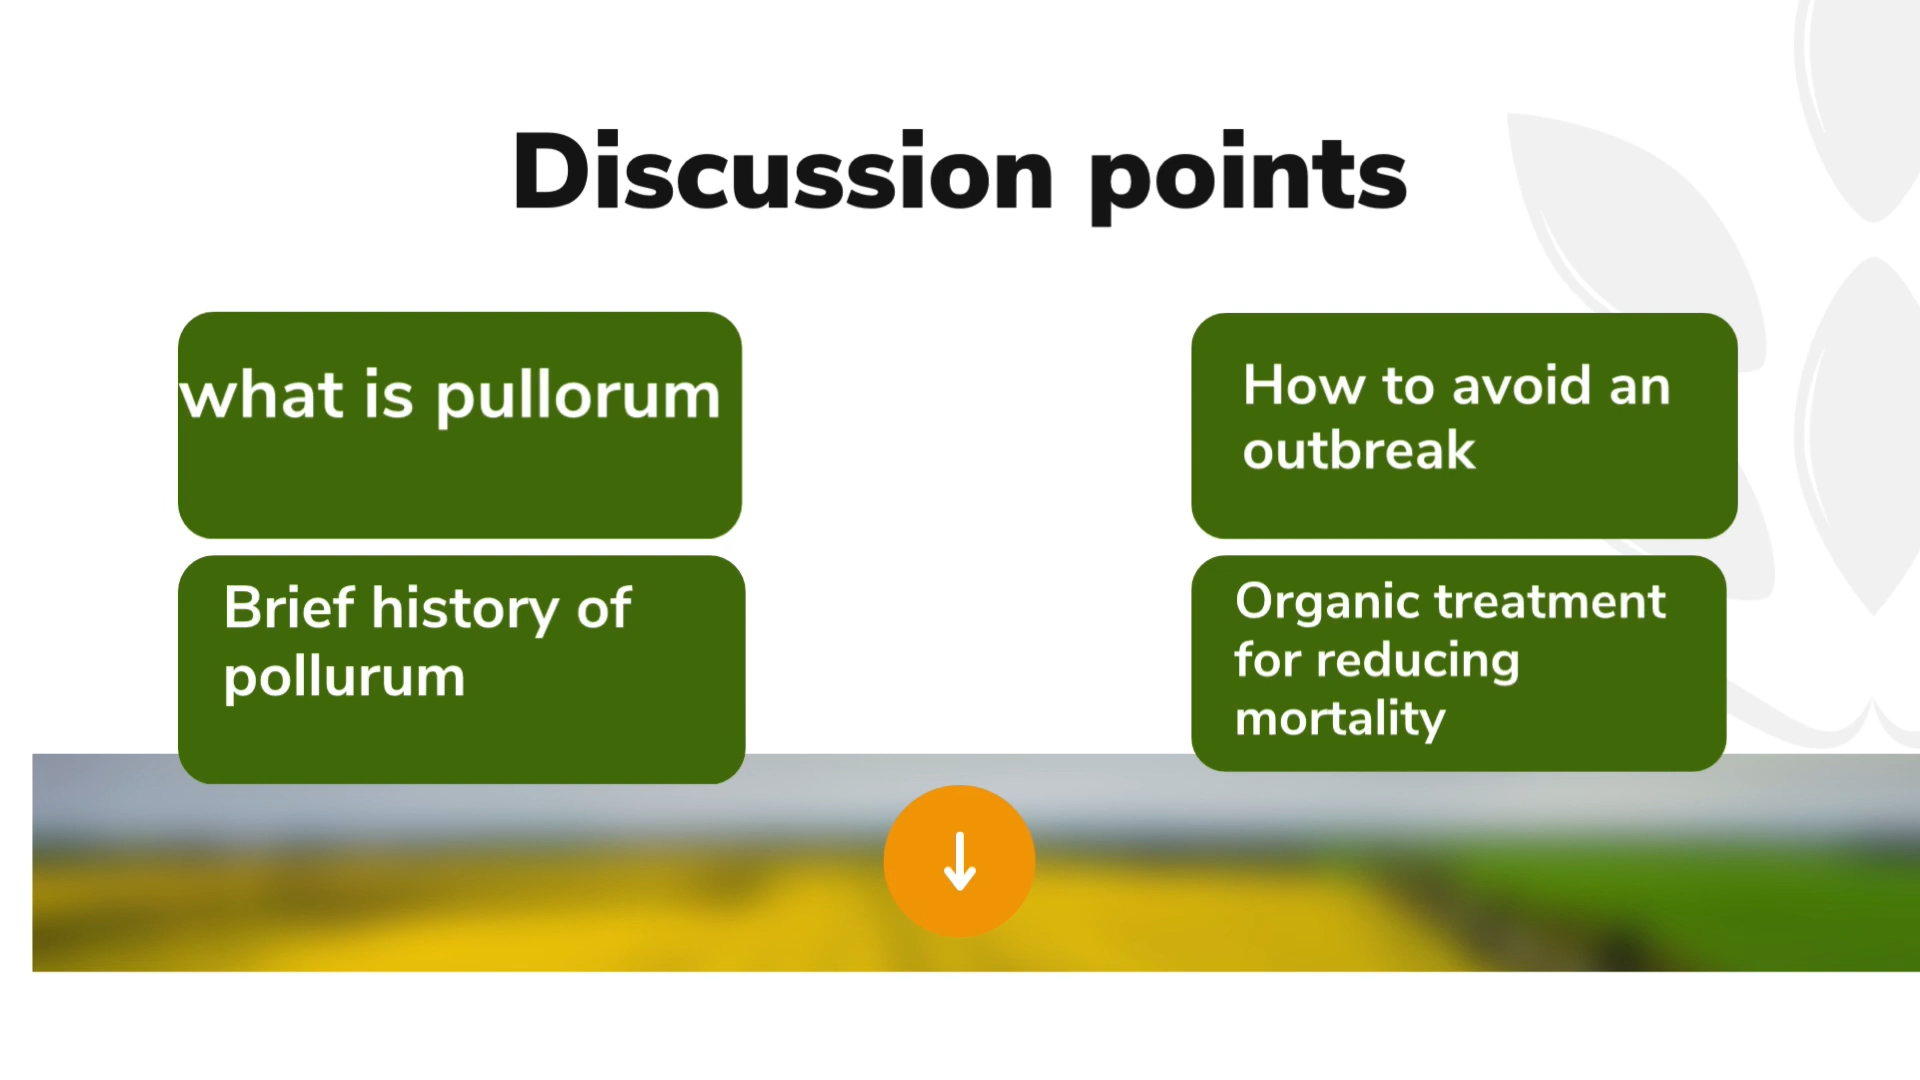 Discussion points
what is pullorum
Brief history of
pollurum
How to avoid an
outbreak
Organic treatment
for reducing
mortality